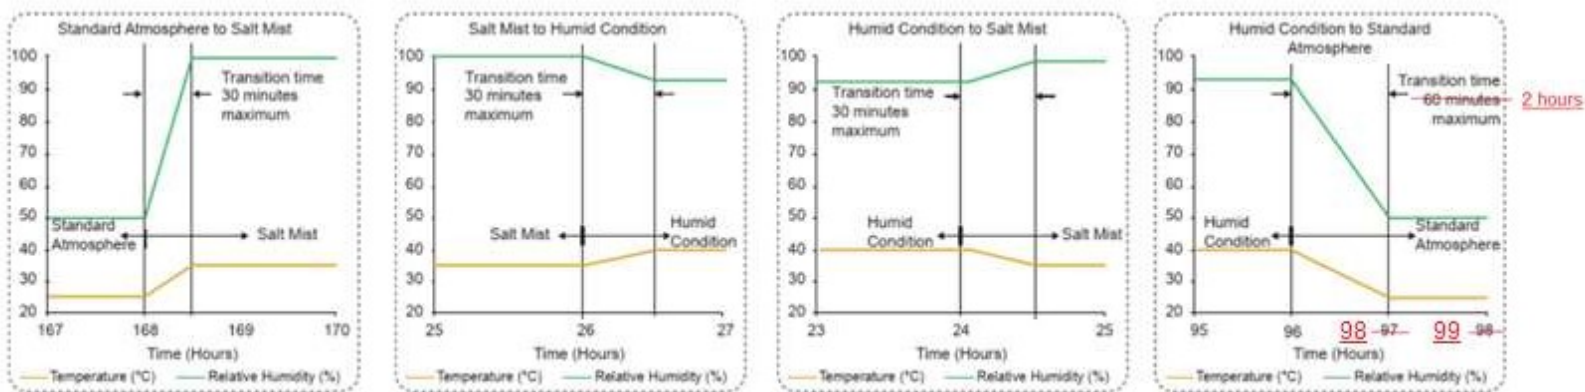 Standard Atmosphere to Salt Mist
100
90
80
70
60
50
40
30
20
Transition time
30 minutes
maximum
Standard
Atmosphere
Salt Mist
167
168
169
170
Time (Hours)
Temperature (°C)
Relative Humidity (%)
Salt Mist to Humid Condition
100
90
80
70
60
50
40
30
20
Transition time
30 minutes
maximum
Salt Mist
Humid
Condition
25
26
27
Time (Hours)
Temperature (°C)
Relative Humidity (%)
Humid Condition to Salt Mist
100
90
80
70
60
50
40
30
20
Transition time
30 minutes
maximum
Humid
Condition
Salt Mist
23
24
25
Time (Hours)
Temperature (°C)
Relative Humidity (%)
Humid Condition to Standard
Atmosphere
100
90
80
70
60
50
40
30
20
Transition time
60 minutes
maximum
2 hours
Humid
Condition
Standard
Atmosphere
95
96
98
97
99
98
Time (Hours)
Temperature (°C)
Relative Humidity (%)